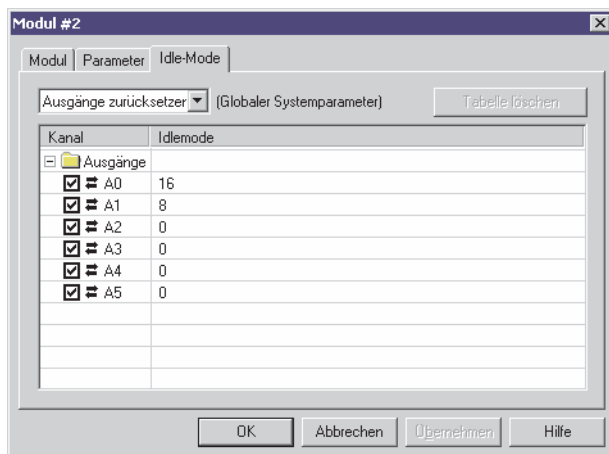 Modul #2
Modul Parameter Idle-Mode
Ausgänge zurücksetzer (Globaler Systemparameter) Tabelle löschen
Kanal Idlemode
Ausgänge
A0 16
A1 8
A2 0
A3 0
A4 0
A5 0
OK Abbrechen Übernehmen Hilfe